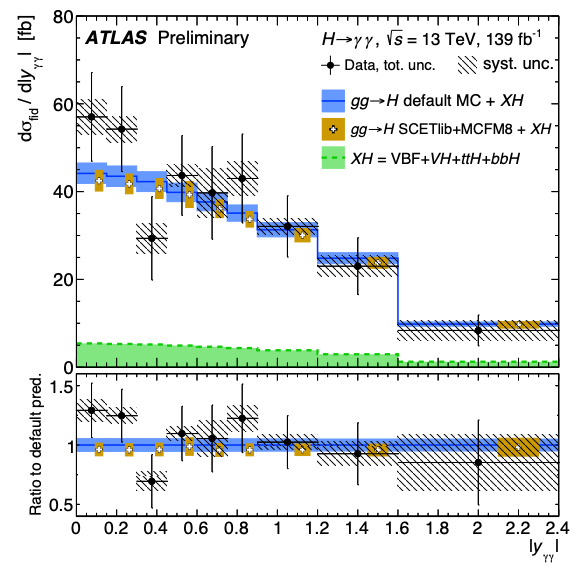 80
60
40
20
0
dσfid / d|yγγ| [fb]
ATLAS Preliminary
H→γγ, √s = 13 TeV, 139 fb⁻¹
Data, tot. unc. syst. unc.
gg→H default MC + XH
gg→H SCETlib+MCFM8 + XH
XH = VBF+VH+ttH+bbH
Ratio to default pred.
1.5
1
0.5
0 0.2 0.4 0.6 0.8 1 1.2 1.4 1.6 1.8 2 2.2 2.4
|yγγ|